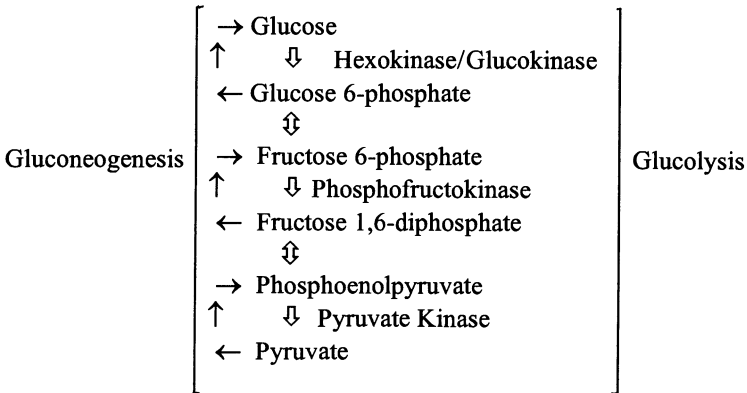 → Glucose
↑ ⇩ Hexokinase/Glucokinase
← Glucose 6-phosphate
⇳
Gluconeogenesis → Fructose 6-phosphate Glucolysis
↑ ⇩ Phosphofructokinase
← Fructose 1,6-diphosphate
⇳
→ Phosphoenolpyruvate
↑ ⇩ Pyruvate Kinase
← Pyruvate